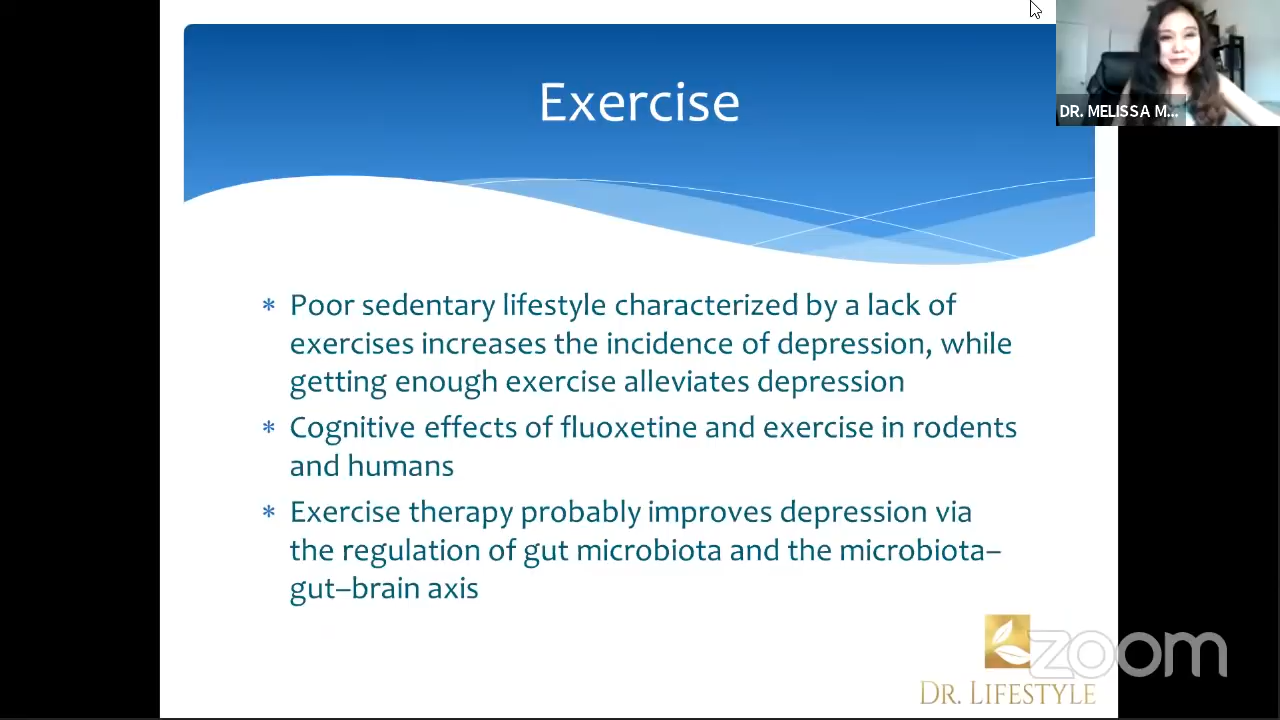 Exercise
DR. MELISSA M...
* Poor sedentary lifestyle characterized by a lack of
exercises increases the incidence of depression, while
getting enough exercise alleviates depression
* Cognitive effects of fluoxetine and exercise in rodents
and humans
* Exercise therapy probably improves depression via
the regulation of gut microbiota and the microbiota–
gut–brain axis
zoom
DR. LIFESTYLE